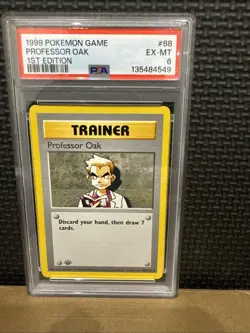 1999 POKEMON GAME #88
PROFESSOR OAK EX-MT
1ST EDITION 6
PSA 135484549
TRAINER
Professor Oak
Discard your hand, then draw 7
cards.